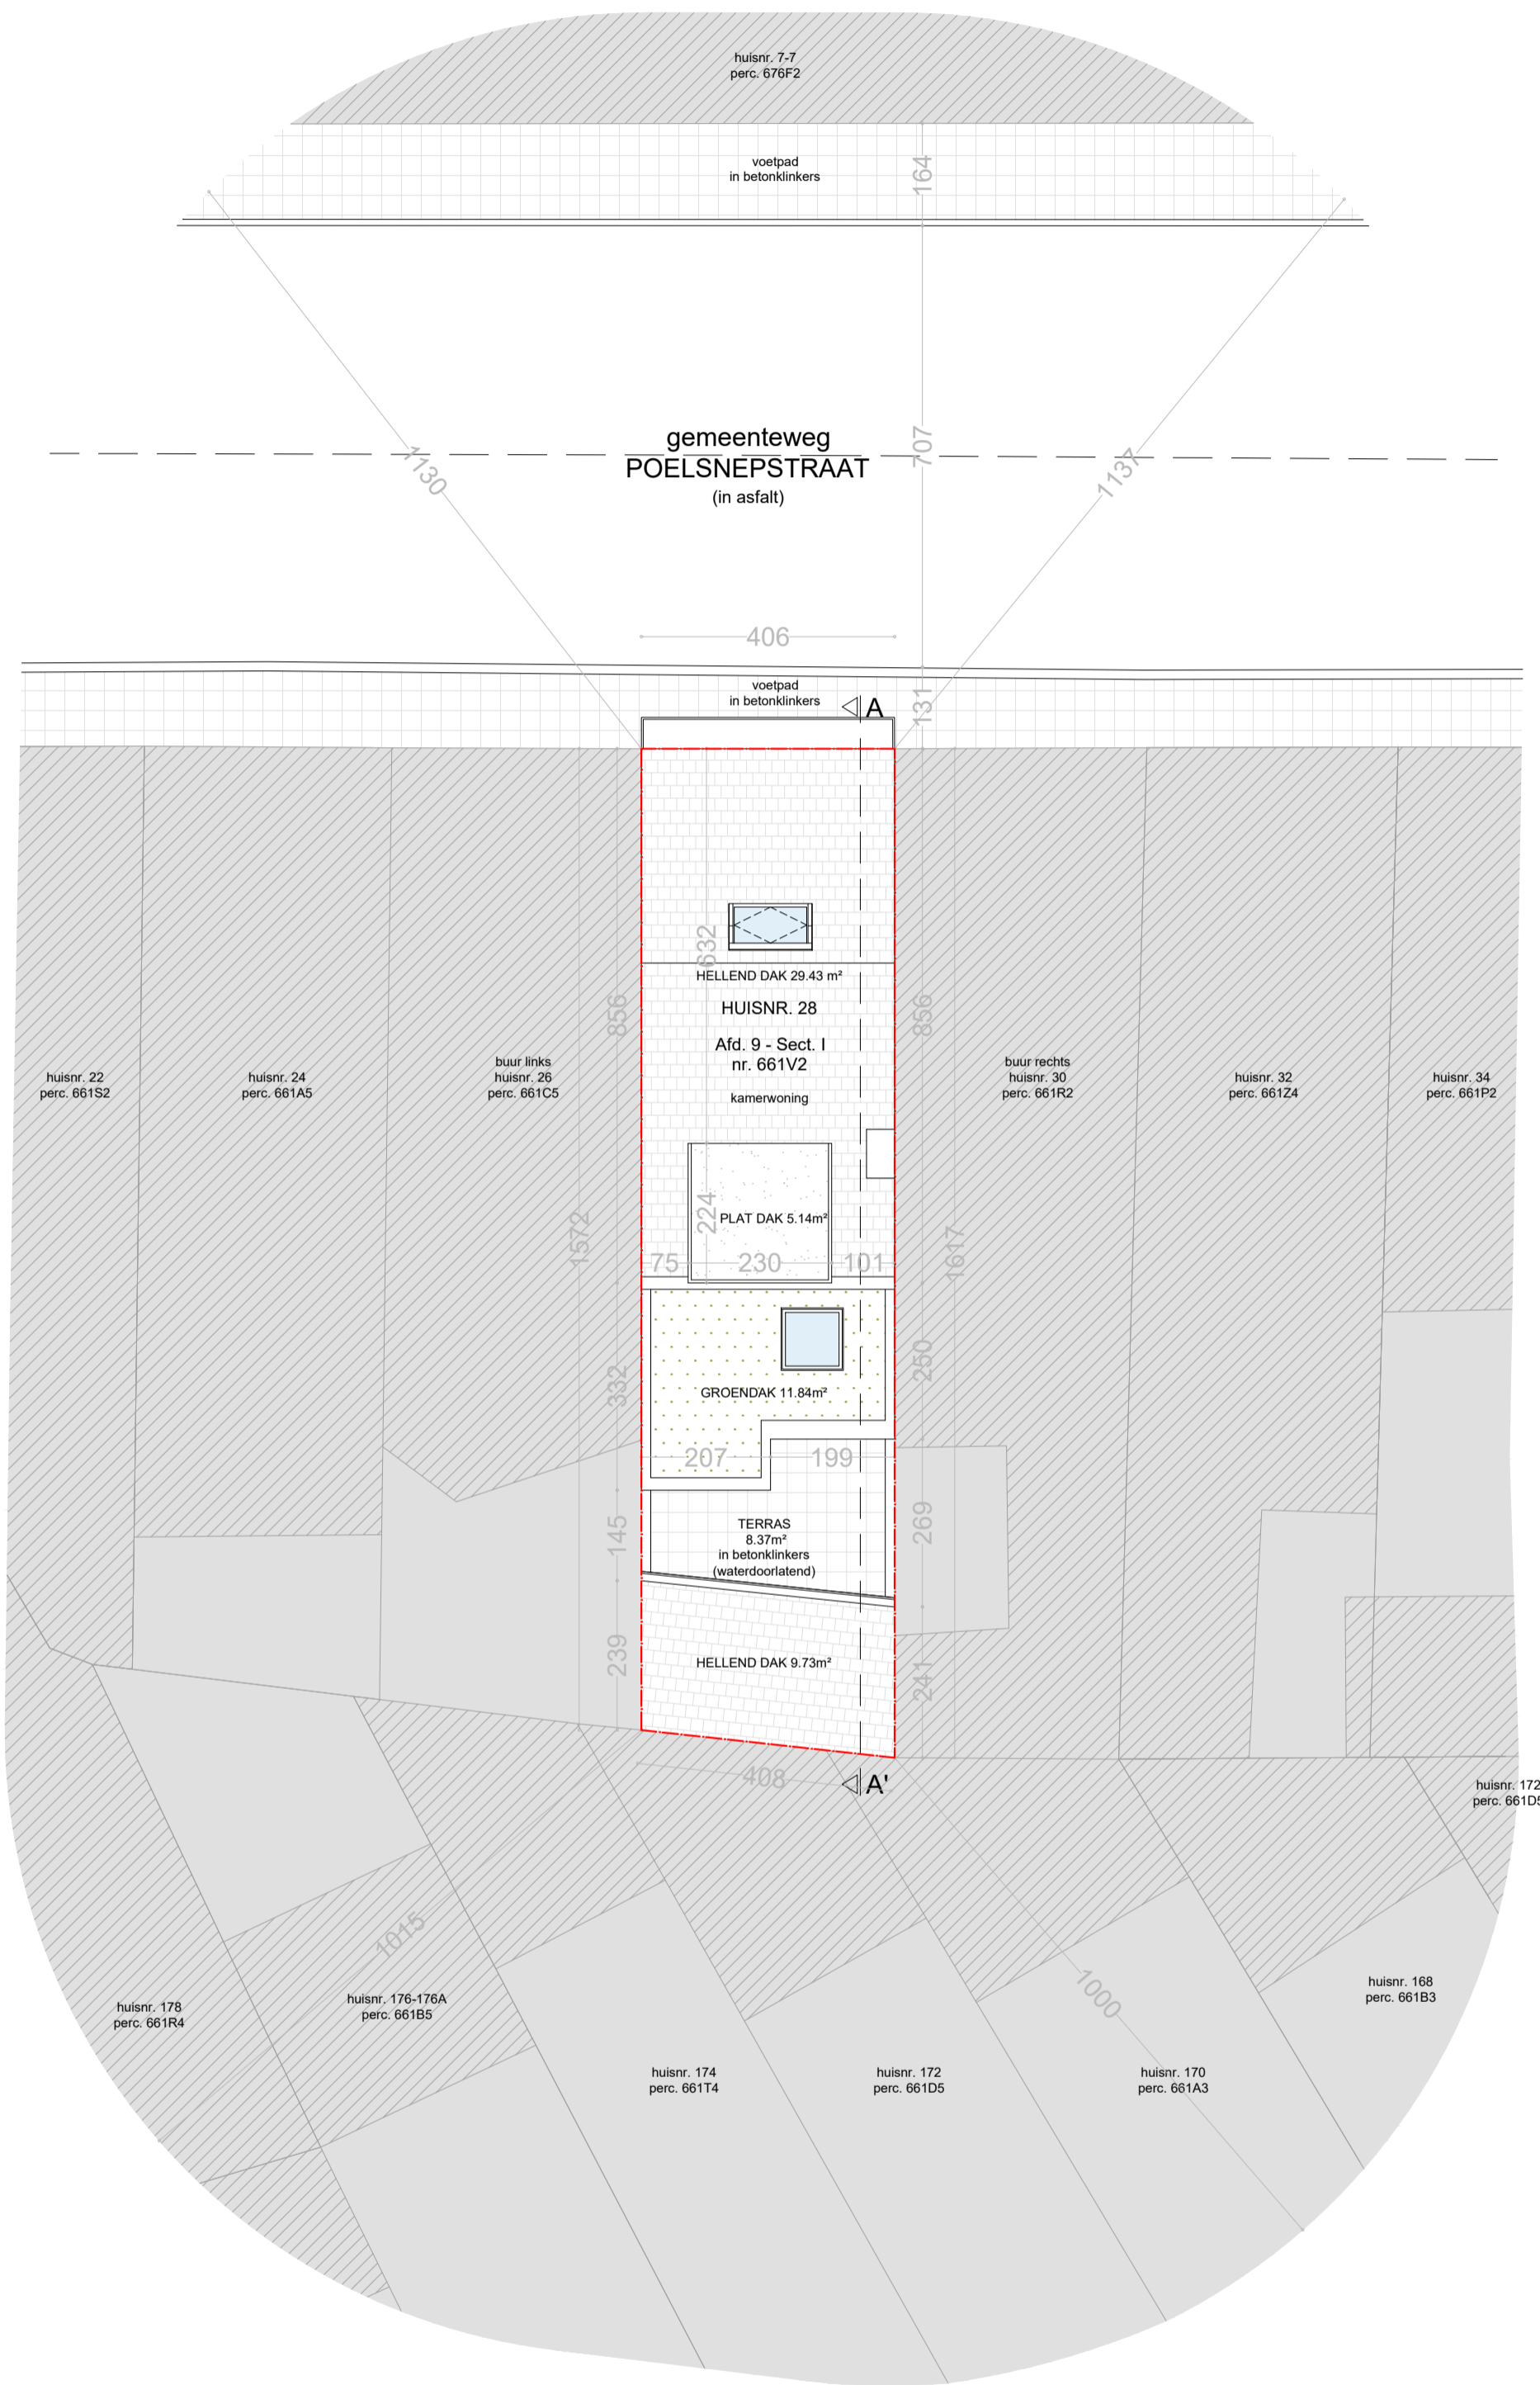 huisnr. 7-7
perc. 676F2
voetpad
in betonklinkers
164
gemeenteweg
POELSNEPSTRAAT
(in asfalt)
1130
707
1137
406
voetpad
in betonklinkers
A
131
632
HELLEND DAK 29.43 m²
HUISNR. 28
Afd. 9 - Sect. I
nr. 661V2
kamerwoning
856
856
huisnr. 22
perc. 661S2
huisnr. 24
perc. 661A5
buur links
huisnr. 26
perc. 661C5
buur rechts
huisnr. 30
perc. 661R2
huisnr. 32
perc. 661Z4
huisnr. 34
perc. 661P2
224
PLAT DAK 5.14m²
1572
1617
75
230
101
332
250
GROENDAK 11.84m²
207
199
145
269
TERRAS
8.37m²
in betonklinkers
(waterdoorlatend)
239
241
HELLEND DAK 9.73m²
408
A'
huisnr. 172
perc. 661D5
1015
1000
huisnr. 178
perc. 661R4
huisnr. 176-176A
perc. 661B5
huisnr. 174
perc. 661T4
huisnr. 172
perc. 661D5
huisnr. 170
perc. 661A3
huisnr. 168
perc. 661B3